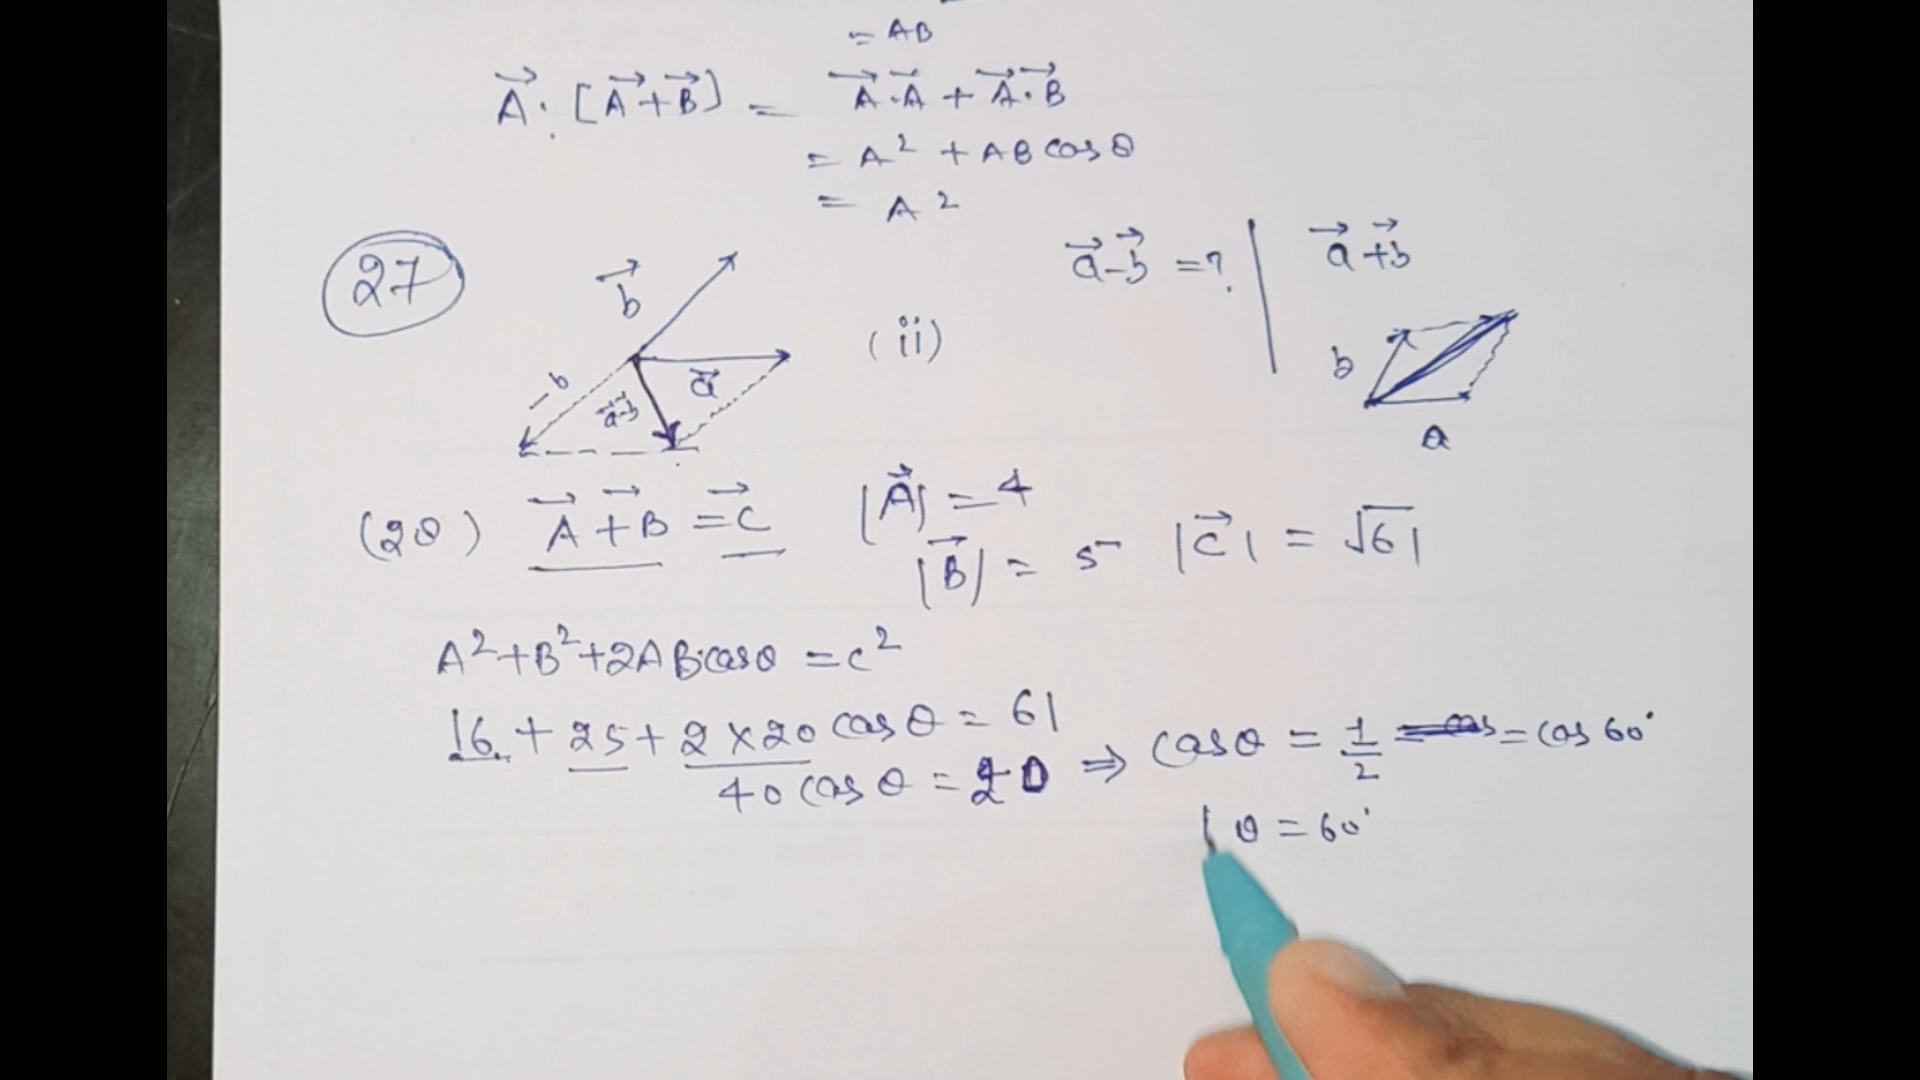 = AB
A⃗ · [A⃗ + B⃗] = A⃗ · A⃗ + A⃗ · B⃗
= A² + AB cos θ
= A²
27
b⃗
a⃗
-b
a⃗-b⃗
(ii)
a⃗ - b⃗ = ?
a⃗ + b⃗
b
a
(28) A⃗ + B⃗ = C⃗ |A⃗| = 4
|B⃗| = 5 |C⃗| = √61
A² + B² + 2AB cos θ = C²
16 + 25 + 2 × 20 cos θ = 61
40 cos θ = 20 ⇒ cos θ = 1/2 = cos 60°
θ = 60°